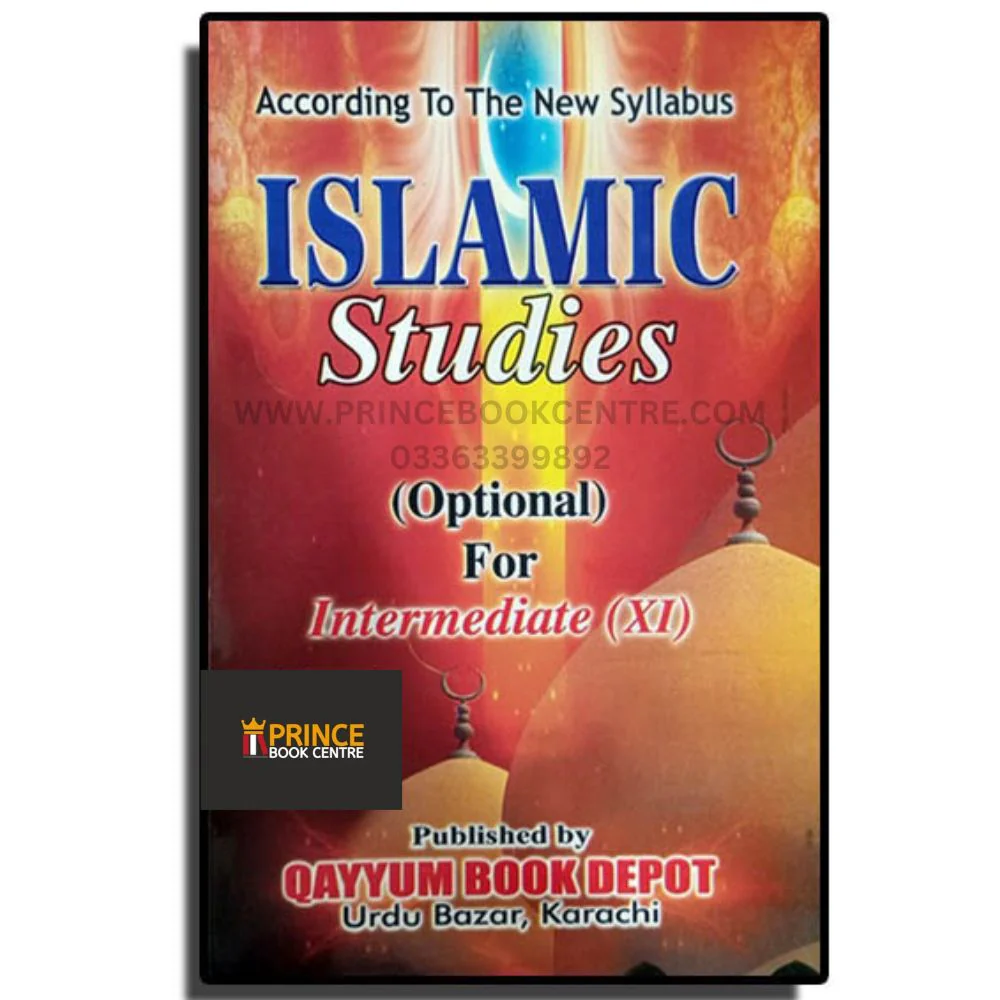 According To The New Syllabus
ISLAMIC
Studies
WWW.PRINCEBOOKCENTRE.COM
03363399892
(Optional)
For
Intermediate (XI)
PRINCE
BOOK CENTRE
Published by
QAYYUM BOOK DEPOT
Urdu Bazar, Karachi